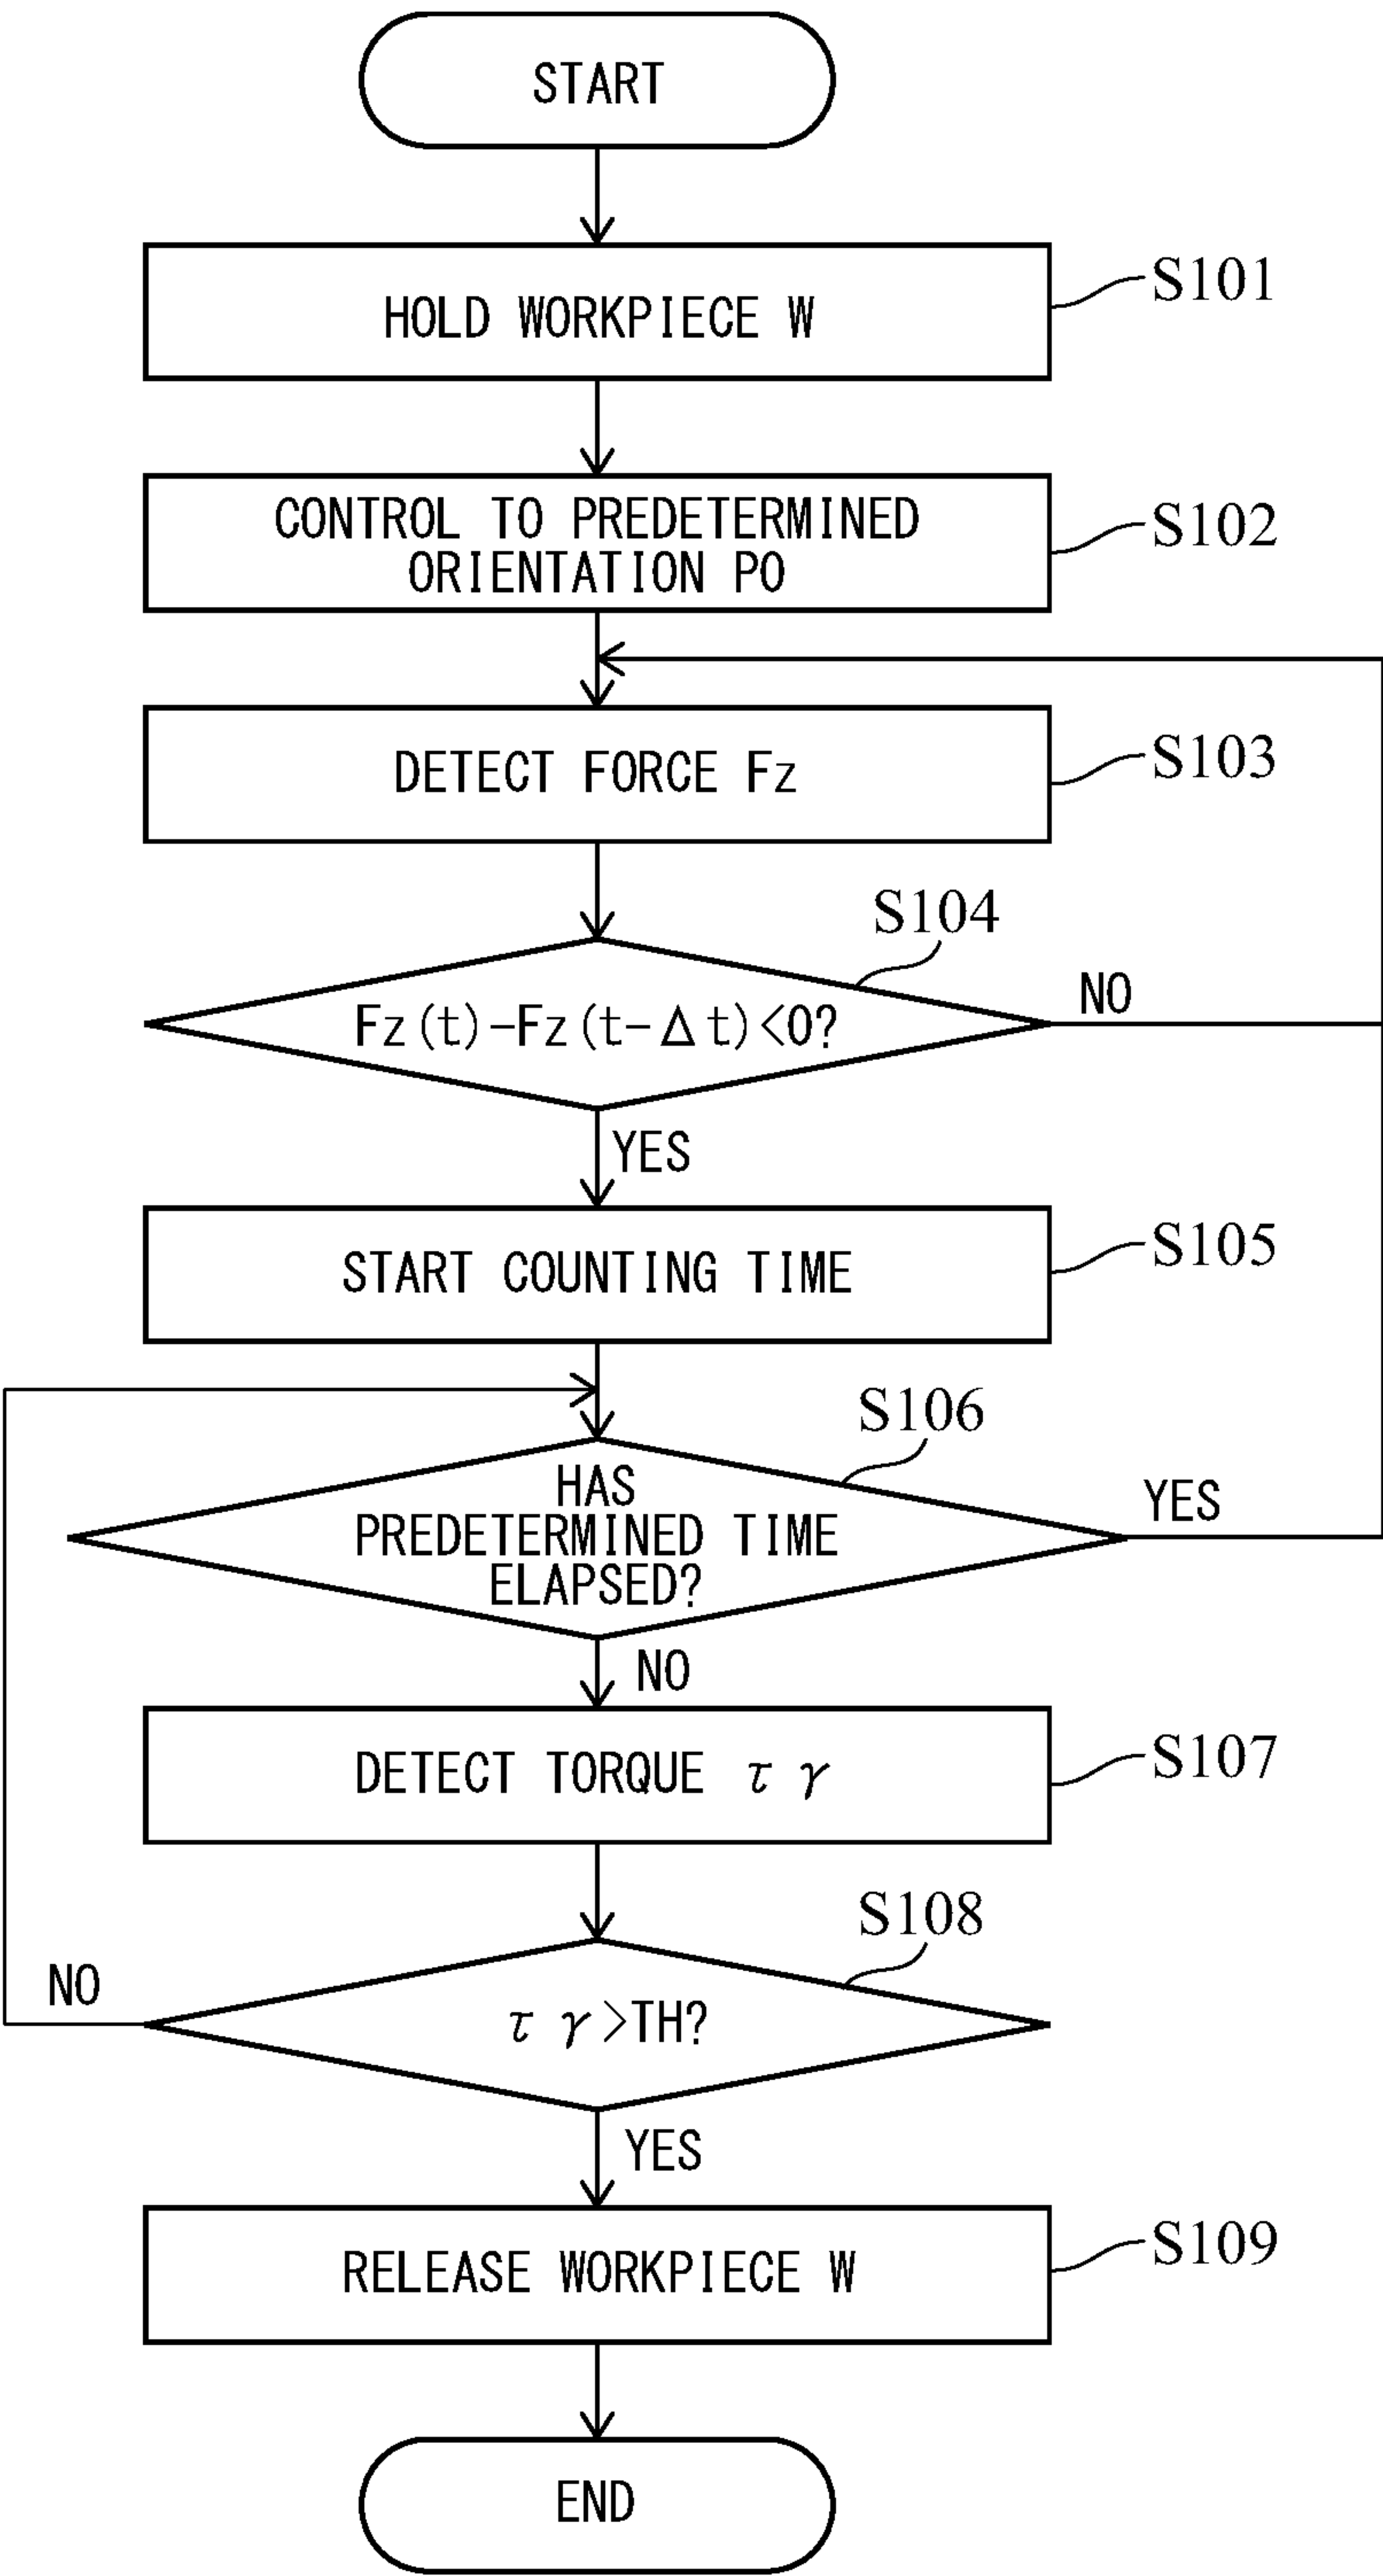 START
HOLD WORKPIECE W
S101
CONTROL TO PREDETERMINED
ORIENTATION PO
S102
DETECT FORCE Fz
S103
S104
Fz(t)-Fz(t-Δt)<0?
NO
YES
START COUNTING TIME
S105
S106
HAS
PREDETERMINED TIME
ELAPSED?
YES
NO
DETECT TORQUE τγ
S107
S108
NO
τγ>TH?
YES
RELEASE WORKPIECE W
S109
END